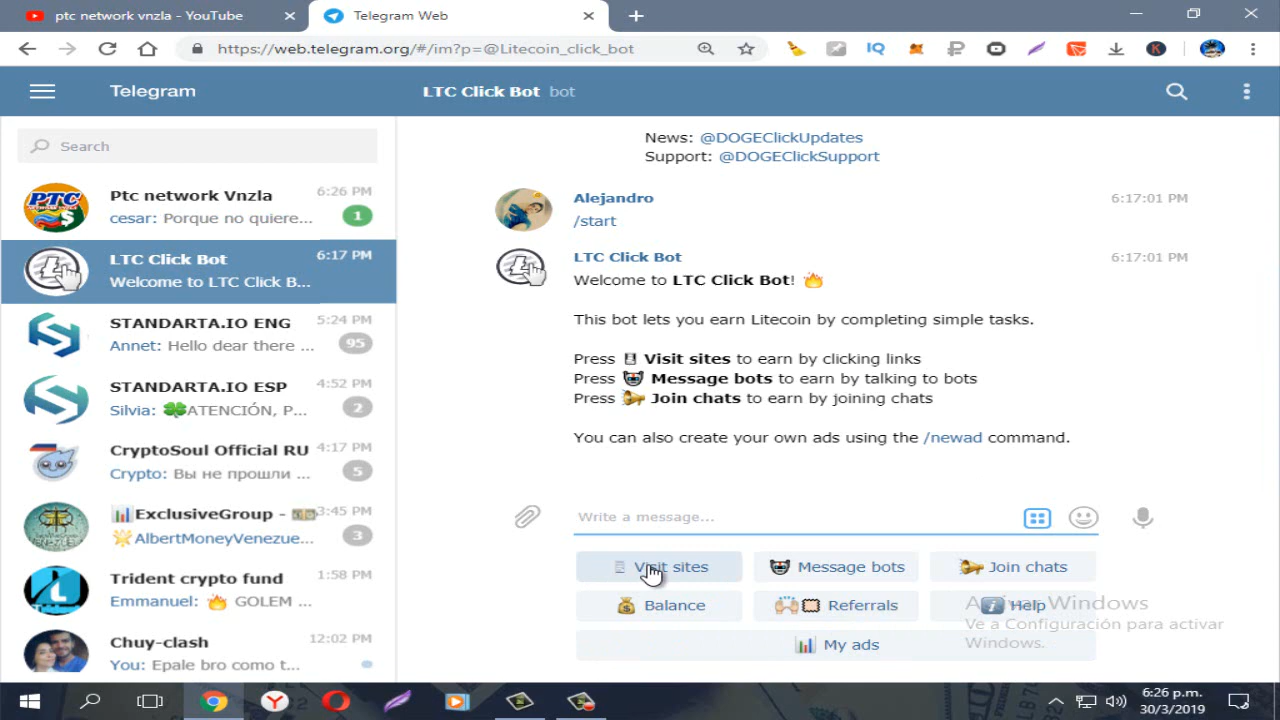 ptc network vnzla - YouTube
Telegram Web
https://web.telegram.org/#/im?p=@Litecoin_click_bot
Telegram
LTC Click Bot bot
Search
Ptc network Vnzla 6:26 PM
cesar: Porque no quiere... 1
LTC Click Bot 6:17 PM
Welcome to LTC Click B...
STANDARTA.IO ENG 5:24 PM
Annet: Hello dear there ... 95
STANDARTA.IO ESP 4:52 PM
Silvia: 🍀ATENCIÓN, P... 2
CryptoSoul Official RU 4:17 PM
Crypto: Вы не прошли ... 5
📊ExclusiveGroup - 💵 3:45 PM
🌟AlbertMoneyVenezue... 3
Trident crypto fund 1:58 PM
Emmanuel: 🔥 GOLEM ...
Chuy-clash 12:02 PM
You: Epale bro como t...
News: @DOGEClickUpdates
Support: @DOGEClickSupport
Alejandro 6:17:01 PM
/start
LTC Click Bot 6:17:01 PM
Welcome to LTC Click Bot! 🔥
This bot lets you earn Litecoin by completing simple tasks.
Press Visit sites to earn by clicking links
Press Message bots to earn by talking to bots
Press Join chats to earn by joining chats
You can also create your own ads using the /newad command.
Write a message...
Visit sites Message bots Join chats
Balance Referrals Help
My ads
Activar Windows
Ve a Configuración para activar
Windows.
6:26 p.m.
30/3/2019